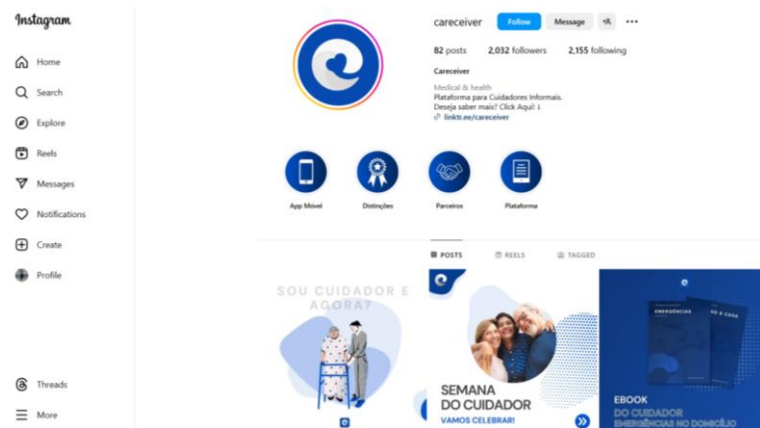 Instagram
Home
Search
Explore
Reels
Messages
Notifications
Create
Profile
Threads
More
careceiver Follow Message
82 posts 2,032 followers 2,155 following
Careceiver
Medical & health
Plataforma para Cuidadores Informais.
Deseja saber mais? Click Aqui! ↓
linktr.ee/careceiver
App Móvel Distinções Parceiros Plataforma
POSTS REELS TAGGED
SOU CUIDADOR E
AGORA?
SEMANA
DO CUIDADOR
VAMOS CELEBRAR!
EMERGÊNCIAS
O A CASA
EBOOK
DO CUIDADOR
EMERGÊNCIAS NO DOMICÍLIO